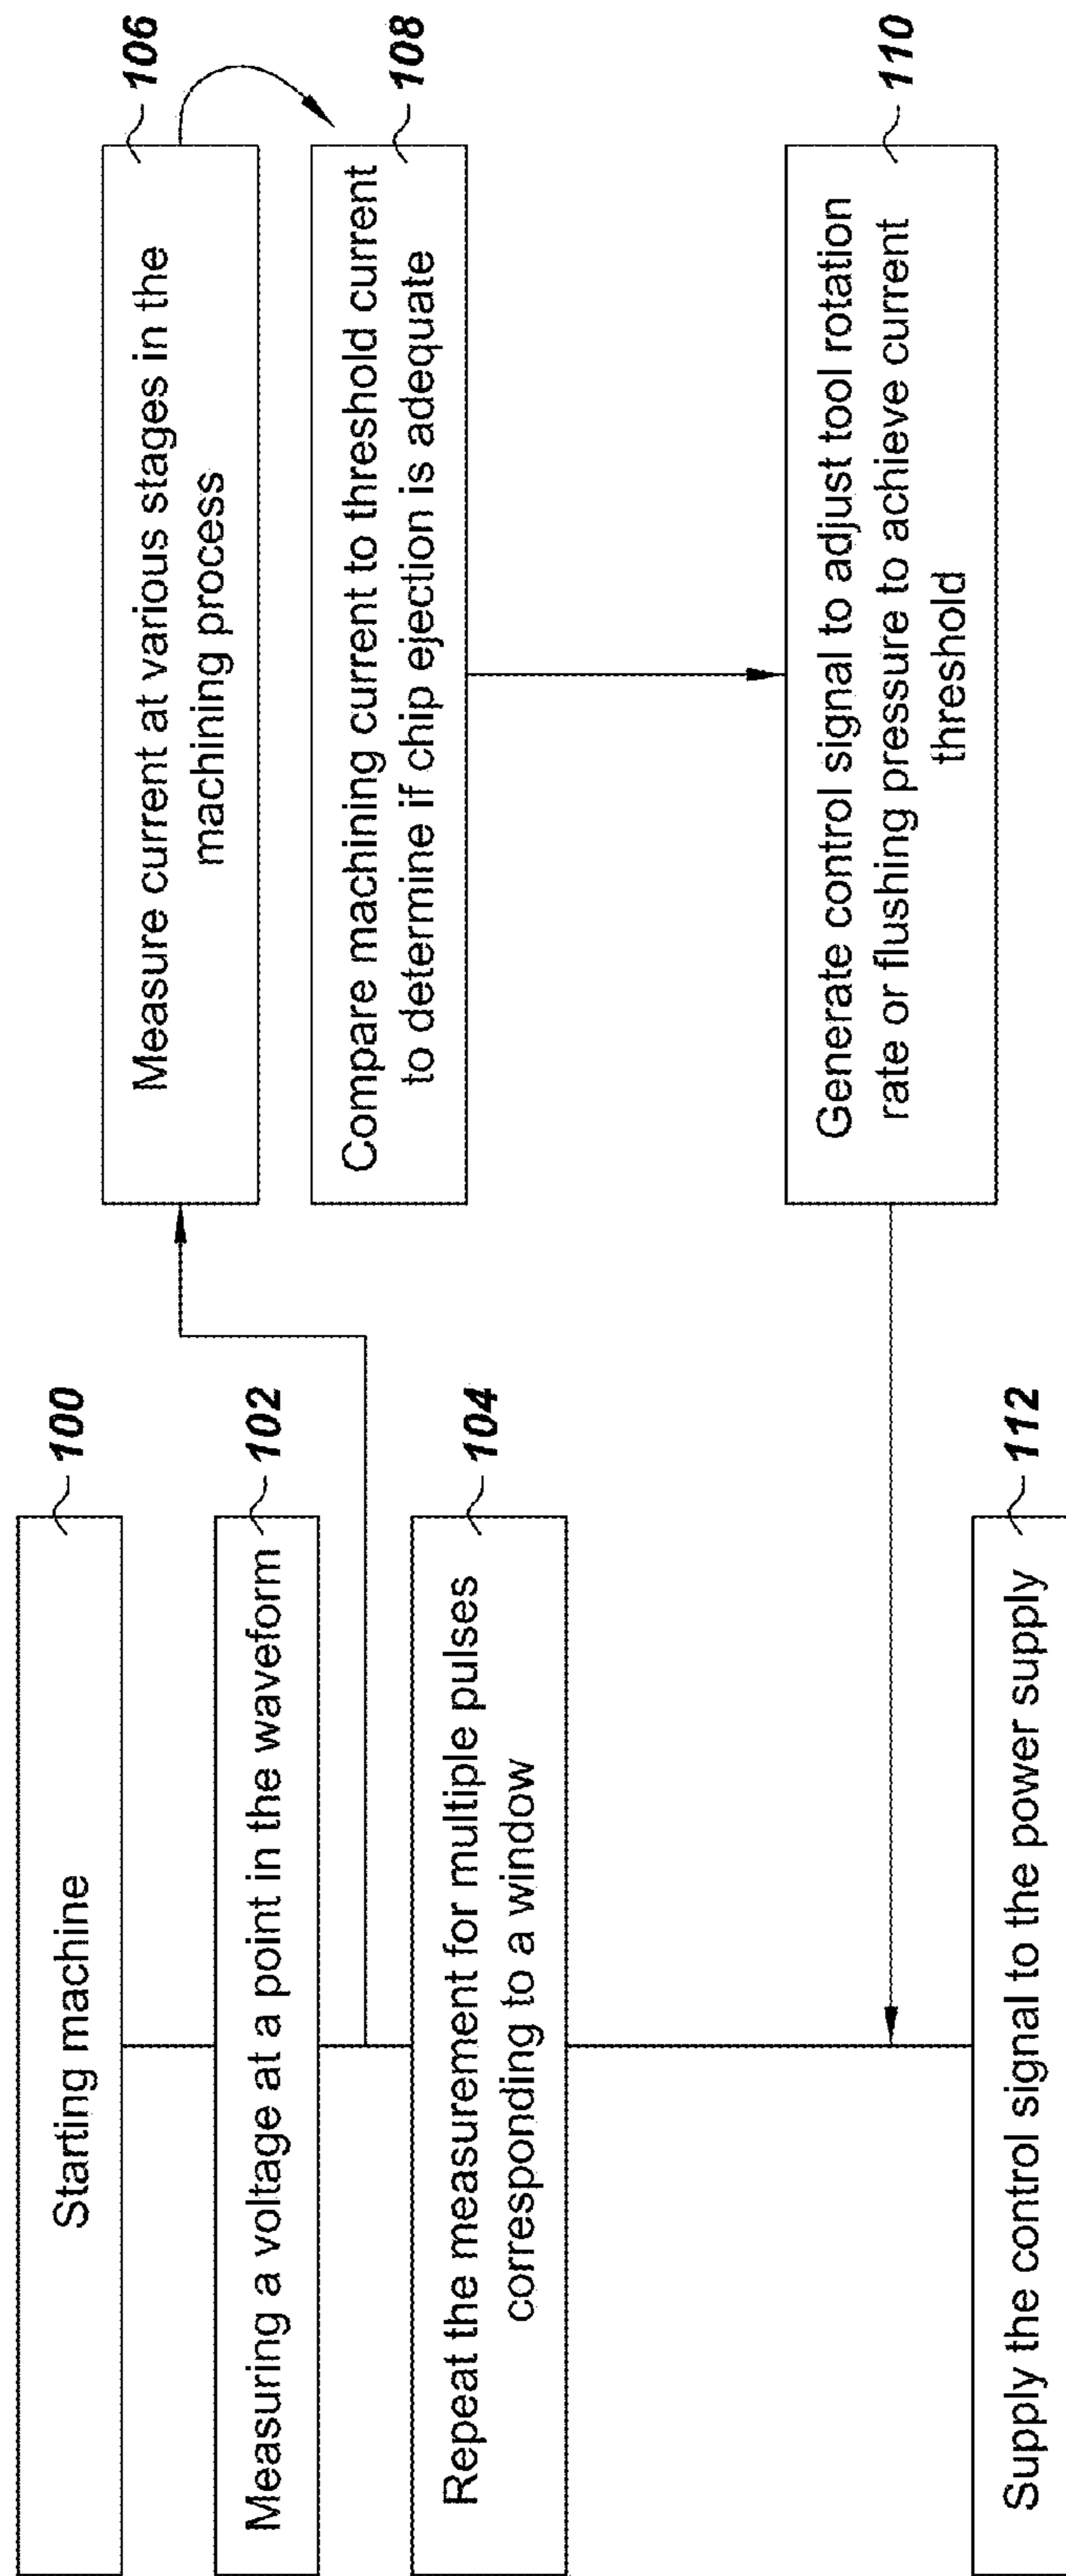 Starting machine
100
Measuring a voltage at a point in the waveform
102
Repeat the measurement for multiple pulses
corresponding to a window
104
Measure current at various stages in the
machining process
106
Compare machining current to threshold current
to determine if chip ejection is adequate
108
Generate control signal to adjust tool rotation
rate or flushing pressure to achieve current
threshold
110
Supply the control signal to the power supply
112